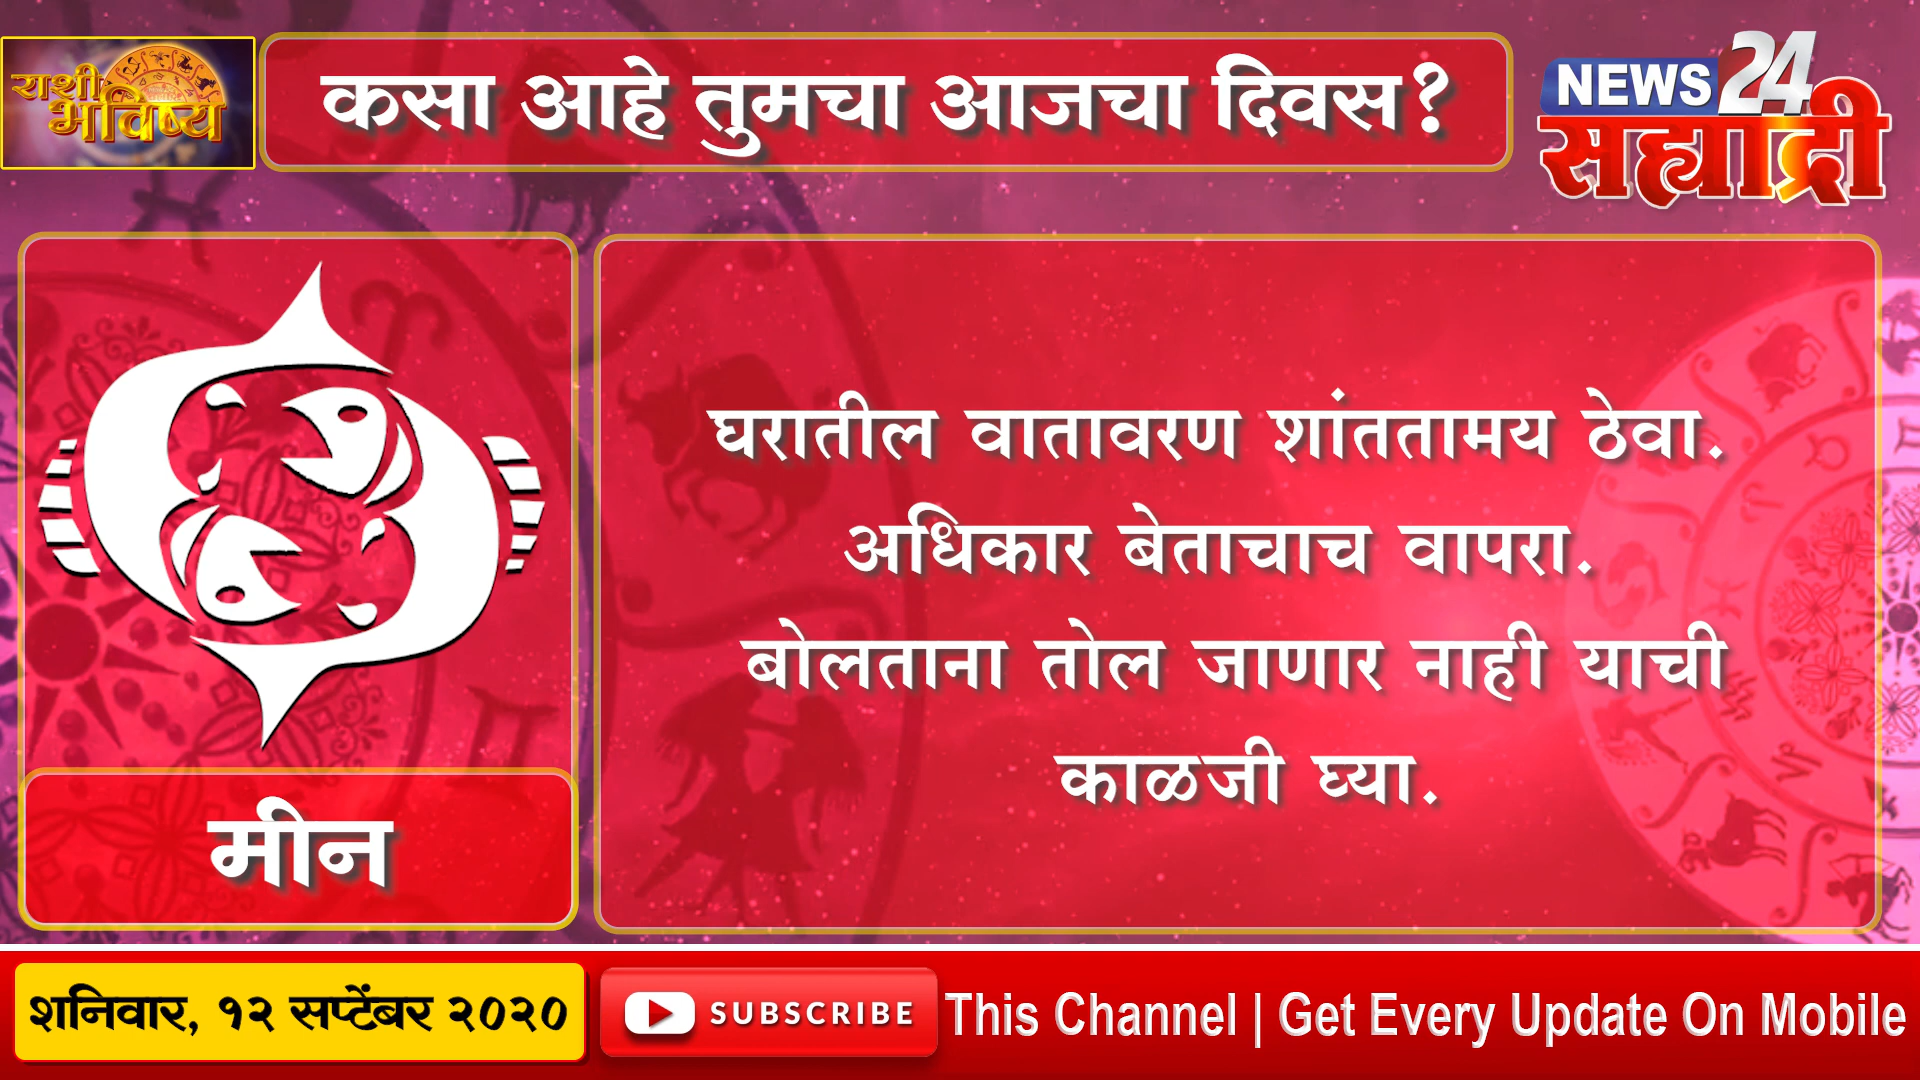 राशी
भविष्य
कसा आहे तुमचा आजचा दिवस?
NEWS 24
सह्याद्री
घरातील वातावरण शांततामय ठेवा.
अधिकार बेताचाच वापरा.
बोलताना तोल जाणार नाही याची
काळजी घ्या.
मीन
शनिवार, १२ सप्टेंबर २०२०
SUBSCRIBE
This Channel | Get Every Update On Mobile